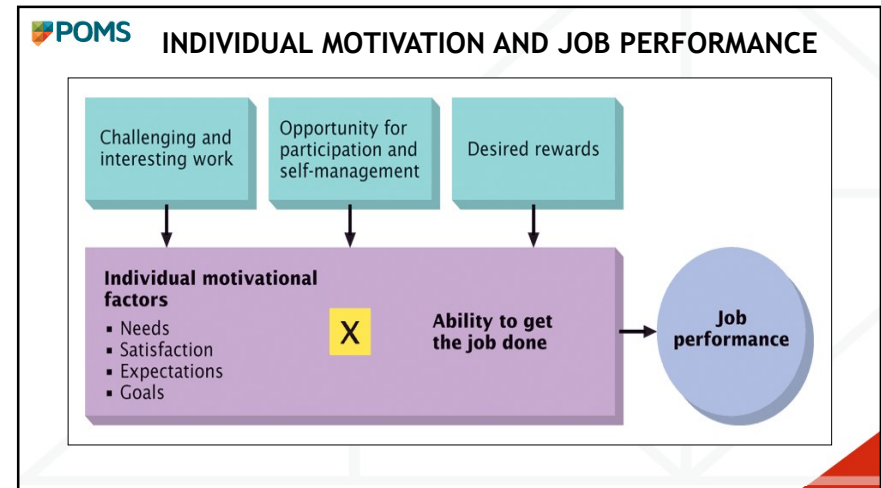 POMS
INDIVIDUAL MOTIVATION AND JOB PERFORMANCE
Challenging and
interesting work
Opportunity for
participation and
self-management
Desired rewards
Individual motivational
factors
▪ Needs
▪ Satisfaction
▪ Expectations
▪ Goals
X
Ability to get
the job done
Job
performance